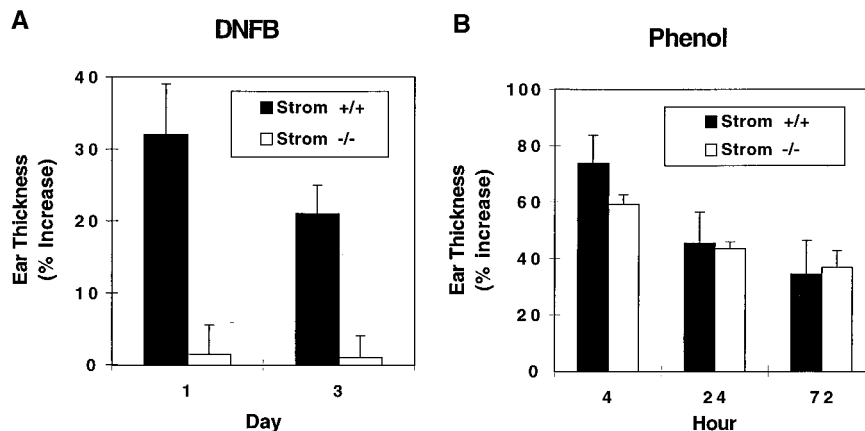 A
DNFB
Ear Thickness
(% Increase)
40
30
20
10
0
Strom +/+
Strom -/-
1
3
Day
B
Phenol
Ear Thickness
(% increase)
100
80
60
40
20
0
Strom +/+
Strom -/-
4
24
72
Hour